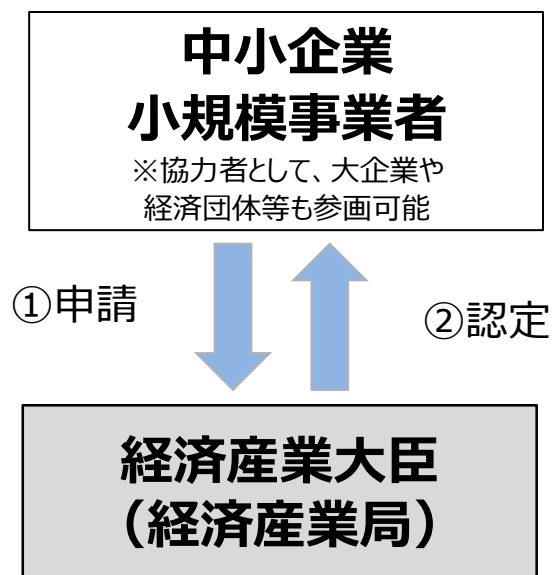 中小企業
小規模事業者
※協力者として、大企業や
経済団体等も参画可能
①申請
②認定
経済産業大臣
（経済産業局）